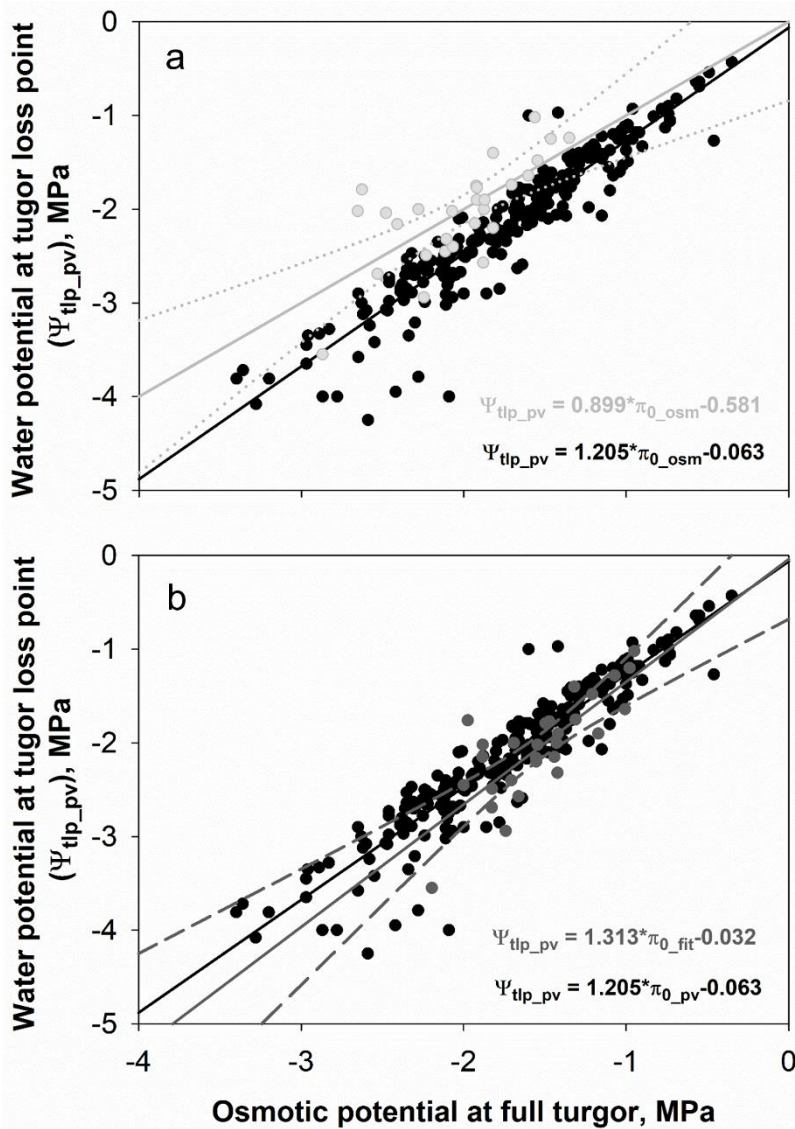 0
a
-1
-2
-3
-4
-5
Water potential at tugor loss point
(Ψtlp_pv), MPa
Ψtlp_pv = 0.899*π0_osm-0.581
Ψtlp_pv = 1.205*π0_osm-0.063
0
b
-1
-2
-3
-4
-5
Water potential at tugor loss point
(Ψtlp_pv), MPa
Ψtlp_pv = 1.313*π0_fit-0.032
Ψtlp_pv = 1.205*π0_pv-0.063
-4 -3 -2 -1 0
Osmotic potential at full turgor, MPa